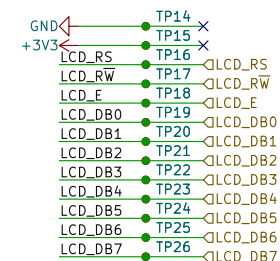 GND TP14
+3V3 TP15
LCD_RS TP16 LCD_RS
LCD_RW TP17 LCD_RW
LCD_E TP18 LCD_E
LCD_DB0 TP19 LCD_DB0
LCD_DB1 TP20 LCD_DB1
LCD_DB2 TP21 LCD_DB2
LCD_DB3 TP22 LCD_DB3
LCD_DB4 TP23 LCD_DB4
LCD_DB5 TP24 LCD_DB5
LCD_DB6 TP25 LCD_DB6
LCD_DB7 TP26 LCD_DB7